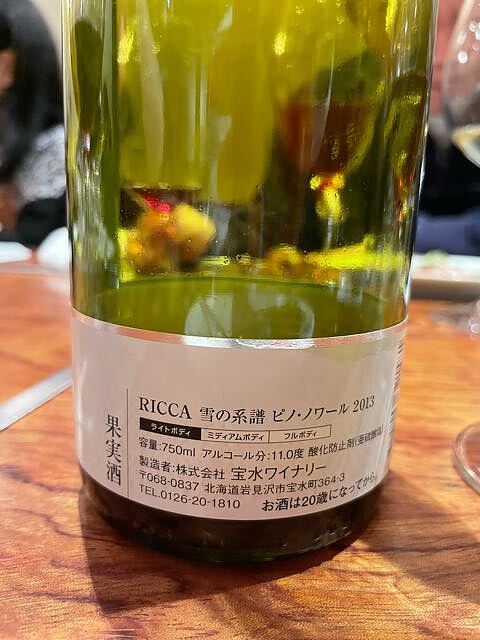 果実酒
RICCA 雪の系譜 ピノ・ノワール 2013
ライトボディ ミディアムボディ フルボディ
容量:750ml アルコール分:11.0度 酸化防止剤(亜硫酸塩
製造者:株式会社 宝水ワイナリー
〒068-0837 北海道岩見沢市宝水町364-3
TEL.0126-20-1810 お酒は20歳になってから